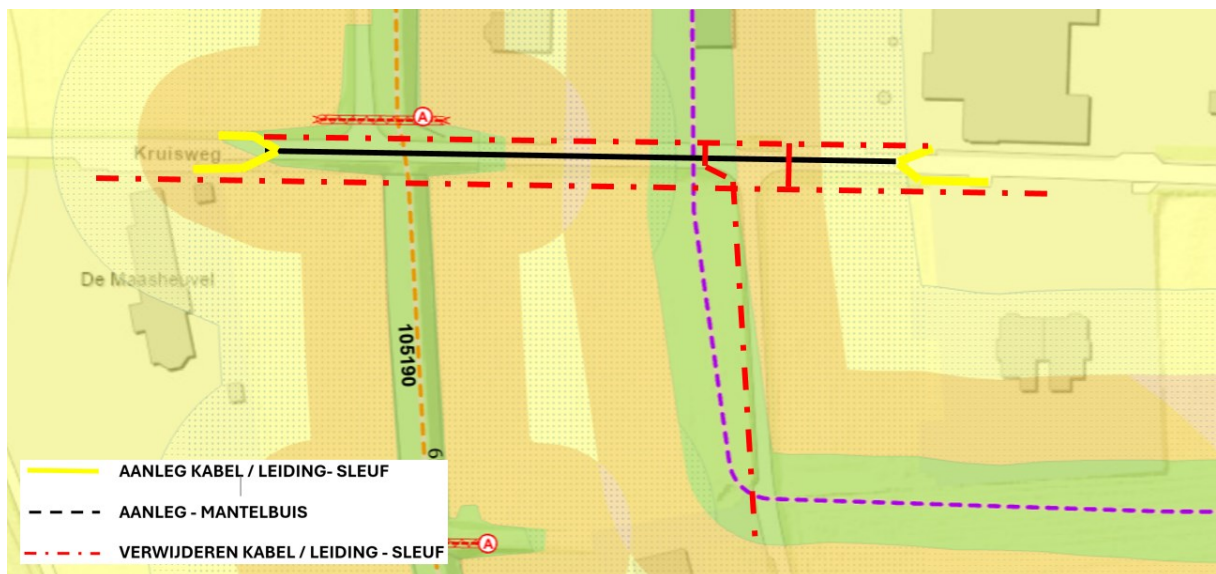 A
Kruisweg
De Maasheuvel
105190
6
AANLEG KABEL / LEIDING- SLEUF
AANLEG - MANTELBUIS
VERWIJDEREN KABEL / LEIDING - SLEUF
A